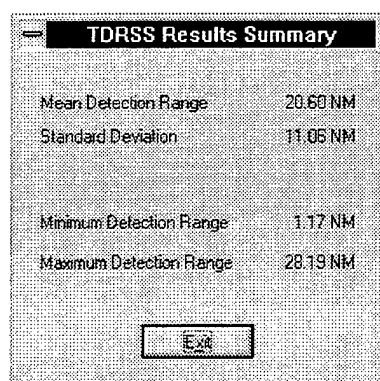 TDRSS Results Summary
Mean Detection Range 20.60 NM
Standard Deviation 11.06 NM
Minimum Detection Range 1.17 NM
Maximum Detection Range 28.19 NM
Exit